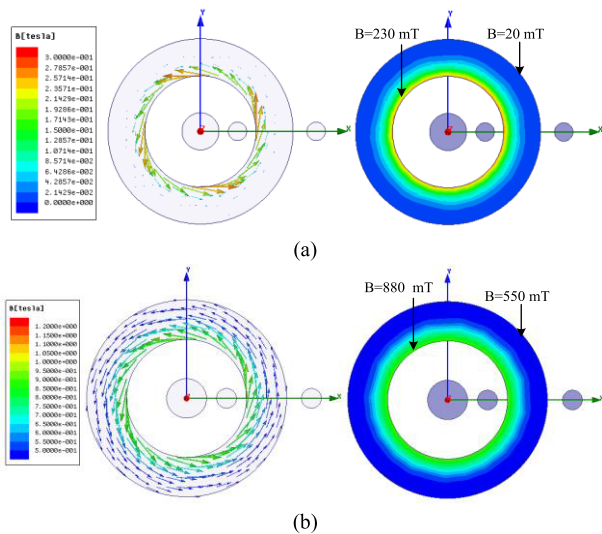 B[tesla]
3.0000e-001
2.7857e-001
2.5714e-001
2.3571e-001
2.1429e-001
1.9286e-001
1.7143e-001
1.5000e-001
1.2857e-001
1.0714e-001
8.5714e-002
6.4286e-002
4.2857e-002
2.1429e-002
0.0000e+000
Y
X
B=230 mT
B=20 mT
Y
X
(a)
B[tesla]
1.2000e+000
1.1500e+000
1.1000e+000
1.0500e+000
1.0000e+000
9.5000e-001
9.0000e-001
8.5000e-001
8.0000e-001
7.5000e-001
7.0000e-001
6.5000e-001
6.0000e-001
5.5000e-001
5.0000e-001
Y
X
B=880 mT
B=550 mT
Y
X
(b)